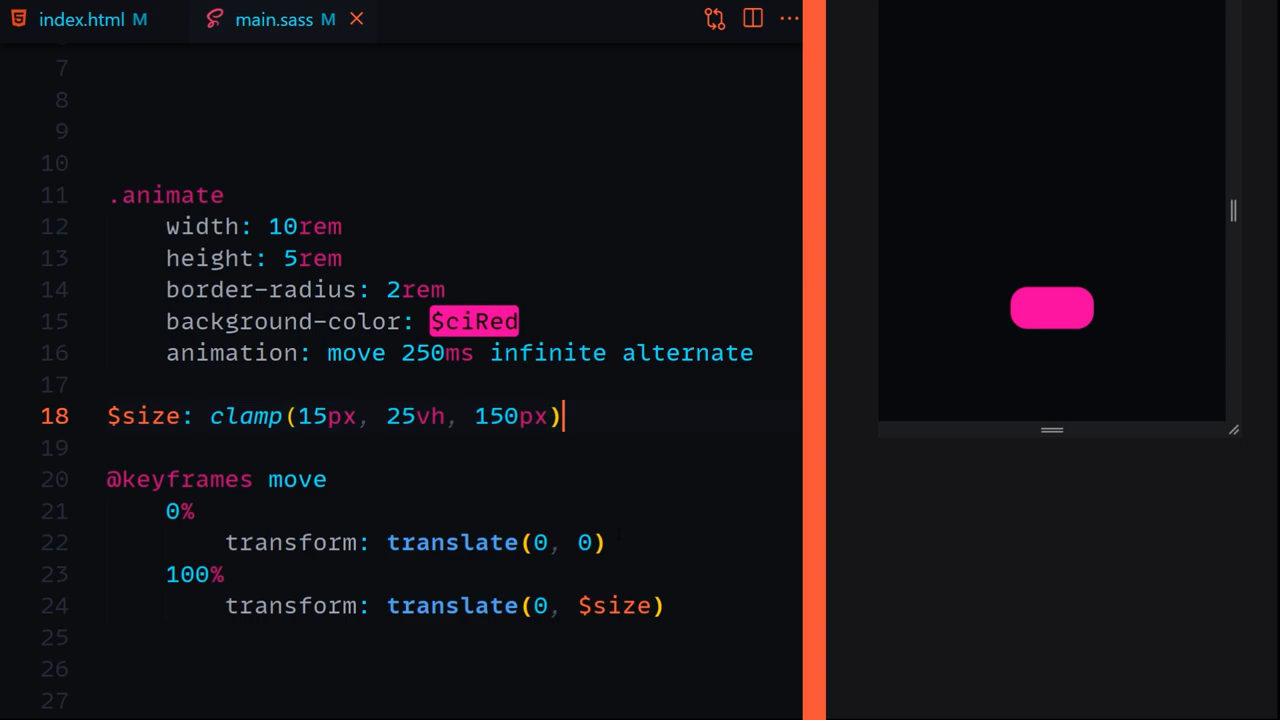 index.html M
main.sass M
7
8
9
10
11 .animate
12 width: 10rem
13 height: 5rem
14 border-radius: 2rem
15 background-color: $ciRed
16 animation: move 250ms infinite alternate
17
18 $size: clamp(15px, 25vh, 150px)
19
20 @keyframes move
21 0%
22 transform: translate(0, 0)
23 100%
24 transform: translate(0, $size)
25
26
27